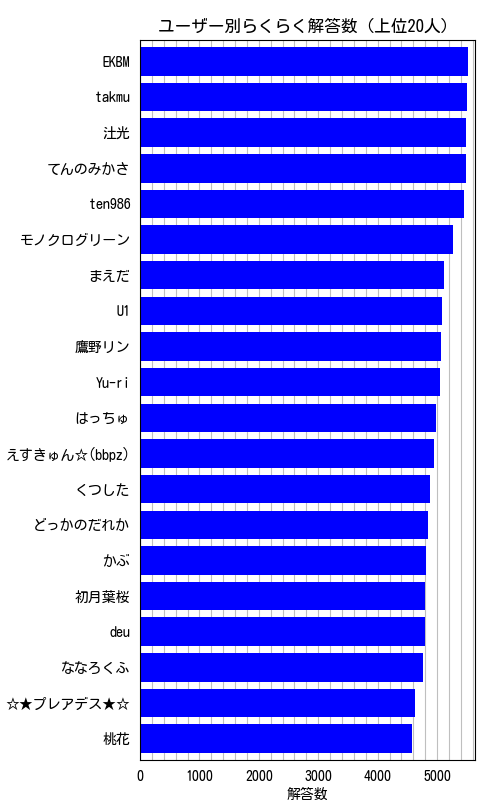 ユーザー別らくらく解答数（上位20人）
EKBM
takmu
汢光
てんのみかさ
ten986
モノクログリーン
まえだ
U1
鷹野リン
Yu-ri
はっちゅ
えすきゅん☆(bbpz)
くつした
どっかのだれか
かぶ
初月葉桜
deu
ななろくふ
☆★プレアデス★☆
桃花
0 1000 2000 3000 4000 5000
解答数